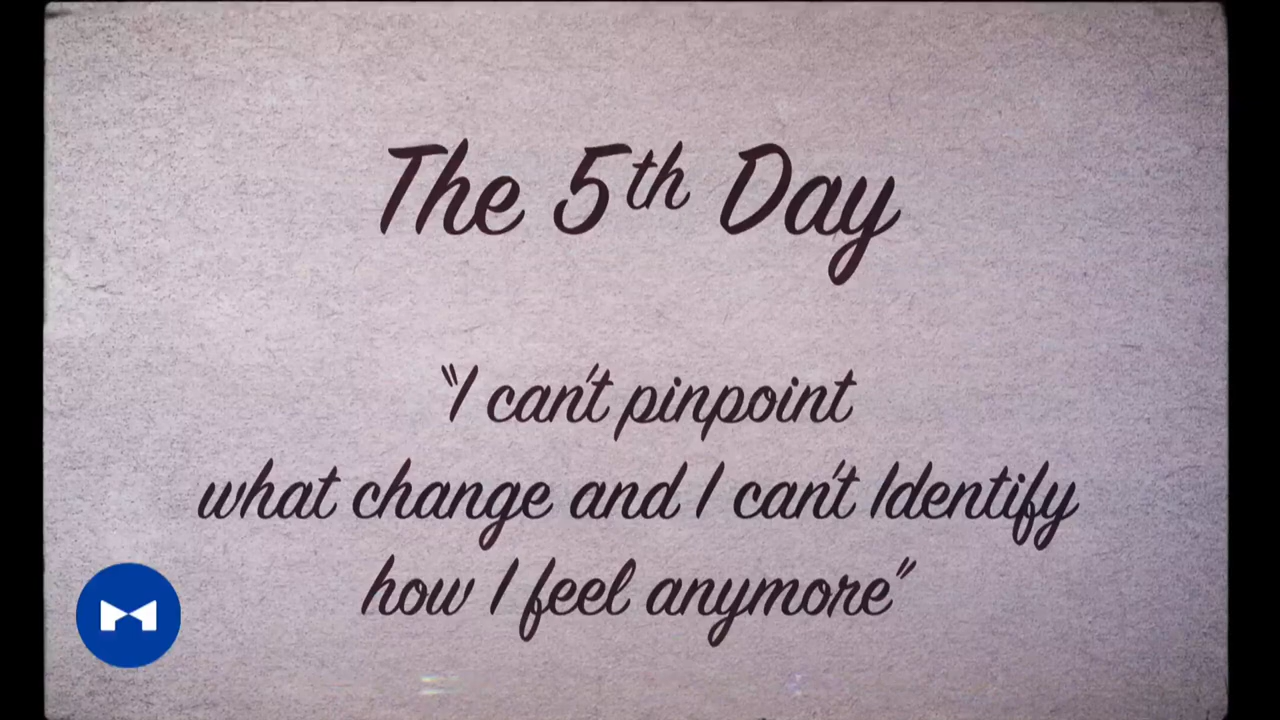 The 5th Day
"I can't pinpoint
what change and I can't Identify
how I feel anymore"